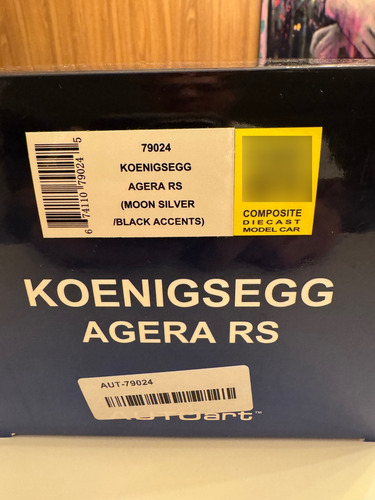 79024
KOENIGSEGG
AGERA RS
(MOON SILVER
/BLACK ACCENTS)
6 74110 79024 5
COMPOSITE
DIECAST
MODEL CAR
KOENIGSEGG
AGERA RS
AUT-79024
AUTOart™